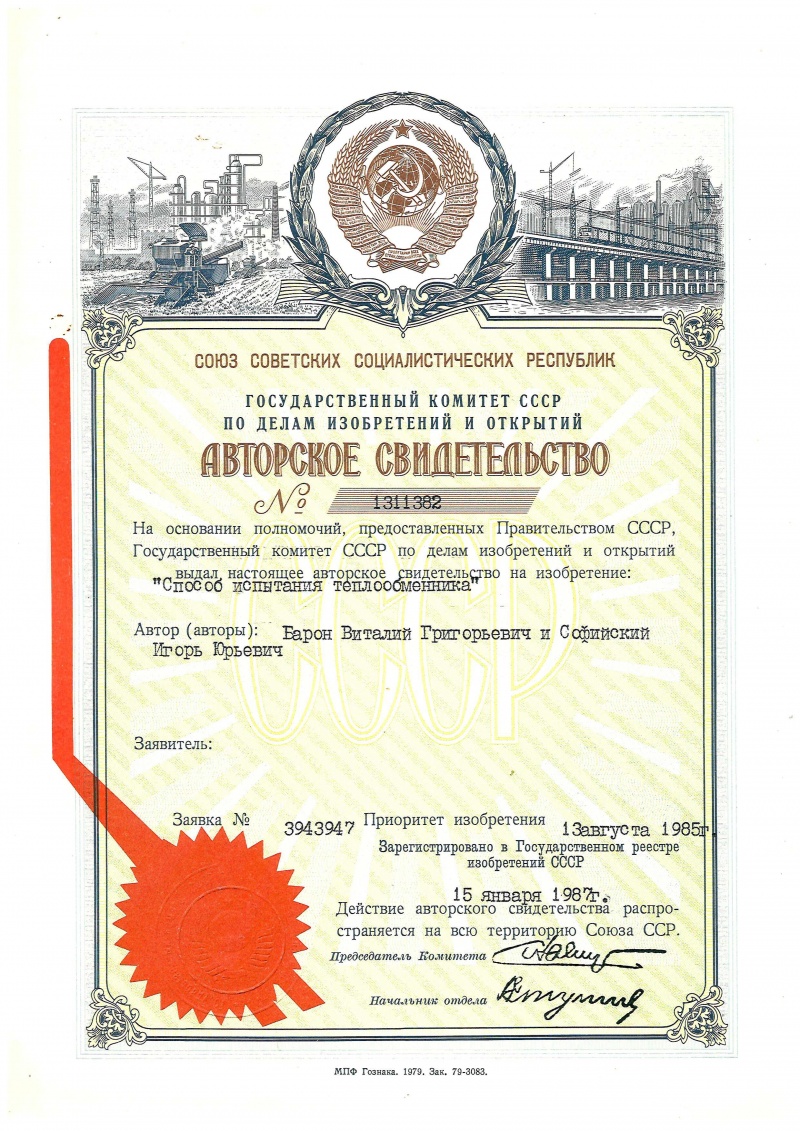 СОЮЗ СОВЕТСКИХ СОЦИАЛИСТИЧЕСКИХ РЕСПУБЛИК
ГОСУДАРСТВЕННЫЙ КОМИТЕТ СССР
ПО ДЕЛАМ ИЗОБРЕТЕНИЙ И ОТКРЫТИЙ
АВТОРСКОЕ СВИДЕТЕЛЬСТВО
№ 1311382
На основании полномочий, предоставленных Правительством СССР,
Государственный комитет СССР по делам изобретений и открытий
выдал настоящее авторское свидетельство на изобретение:
"Способ испытания теплообменника"
Автор (авторы): Барон Виталий Григорьевич и Софийский
Игорь Юрьевич
СССР
Заявитель:
Заявка № 3943947 Приоритет изобретения 13августа 1985г.
Зарегистрировано в Государственном реестре
изобретений СССР
15 января 1987г.
Действие авторского свидетельства распро-
страняется на всю территорию Союза ССР.
Председатель Комитета
Начальник отдела
МПФ Гознака. 1979. Зак. 79-3083.